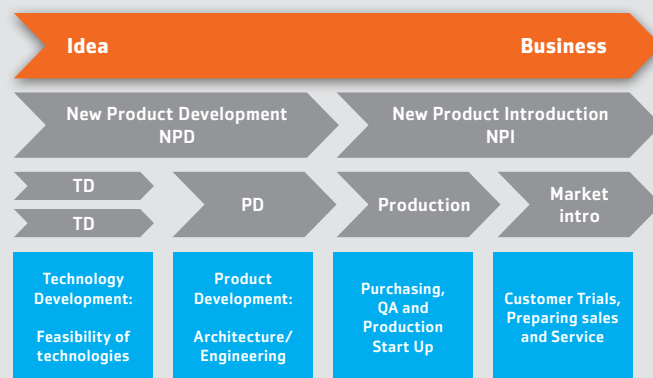 Idea
Business
New Product Development
NPD
New Product Introduction
NPI
TD
TD
PD
Production
Market
intro
Technology
Development:
Feasibility of
technologies
Product
Development:
Architecture/
Engineering
Purchasing,
QA and
Production
Start Up
Customer Trials,
Preparing sales
and Service